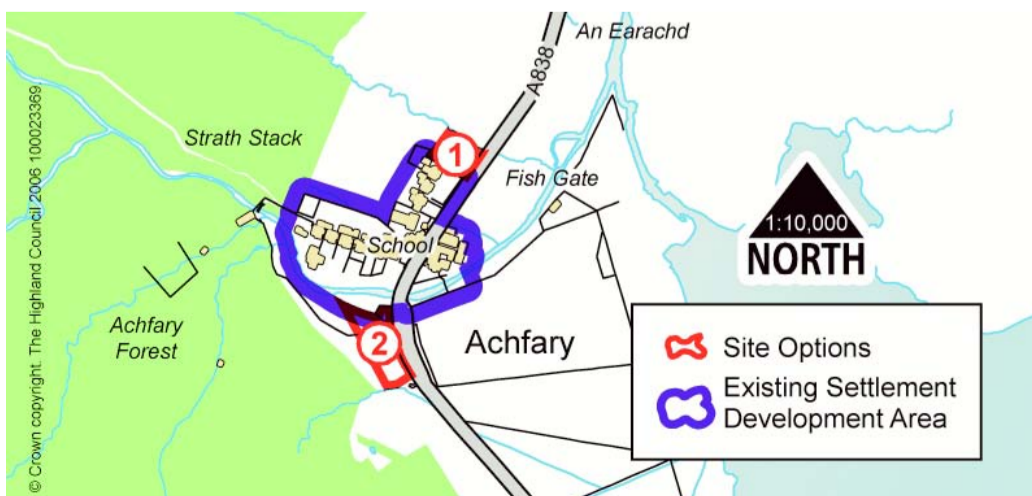 An Earachd
A838
© Crown copyright. The Highland Council 2006 100023369.
Strath Stack
1
Fish Gate
1:10,000
NORTH
School
Achfary
Forest
2
Achfary
Site Options
Existing Settlement
Development Area